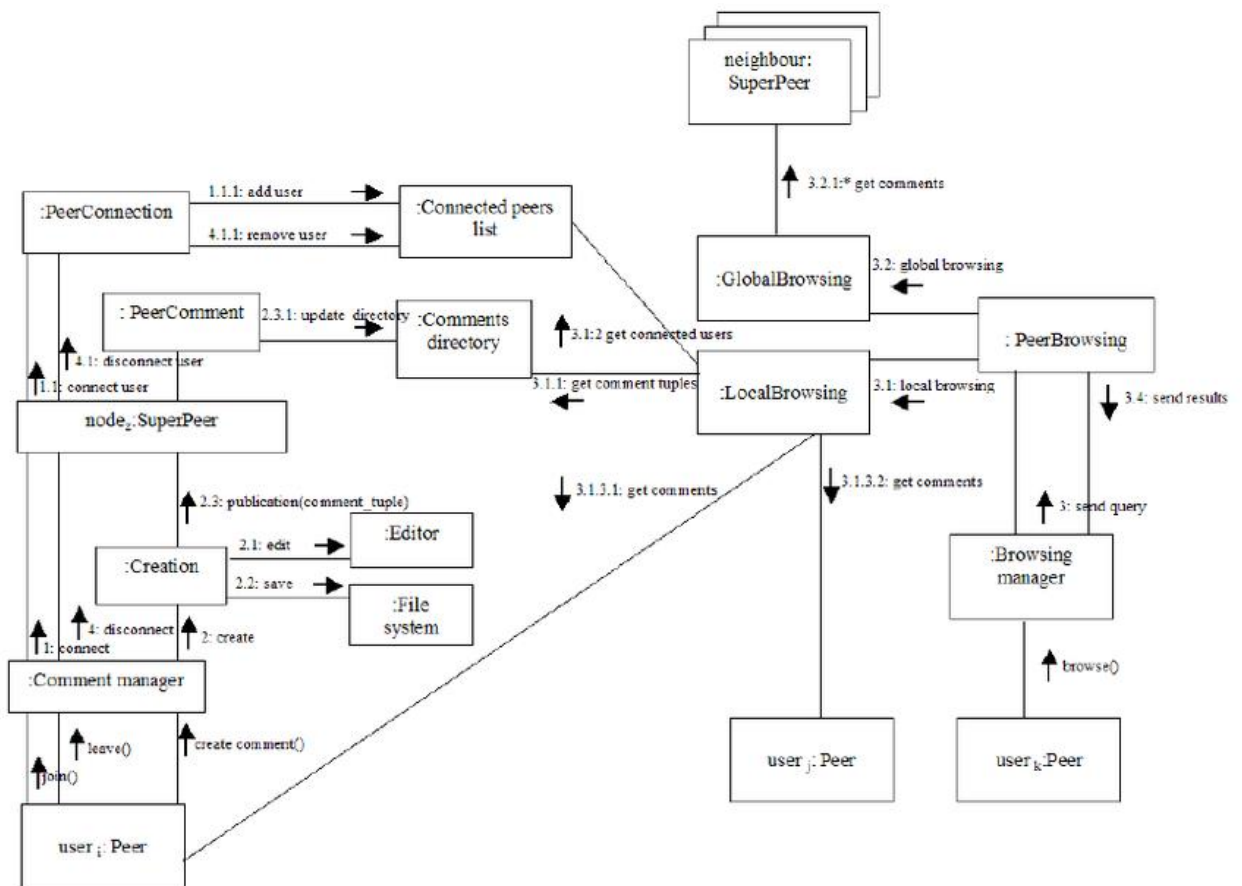 neighbour:
SuperPeer
3.2.1:* get comments
1.1.1: add user
:PeerConnection
:Connected peers
list
4.1.1: remove user
3.2: global browsing
:GlobalBrowsing
: PeerComment
2.3.1: update directory
:Comments
directory
3.1:2 get connected users
: PeerBrowsing
4.1: disconnect user
1.1: connect user
3.1.1: get comment tuples
:LocalBrowsing
3.1: local browsing
3.4: send results
node z:SuperPeer
3.1.3.1: get comments
3.1.3.2: get comments
2.3: publication(comment_tuple)
3: send query
:Editor
2.1: edit
:Creation
:Browsing
manager
2.2: save
:File
system
4: disconnect
2: create
1: connect
:Comment manager
browse()
leave()
create comment()
join()
user j: Peer
user k:Peer
user i: Peer